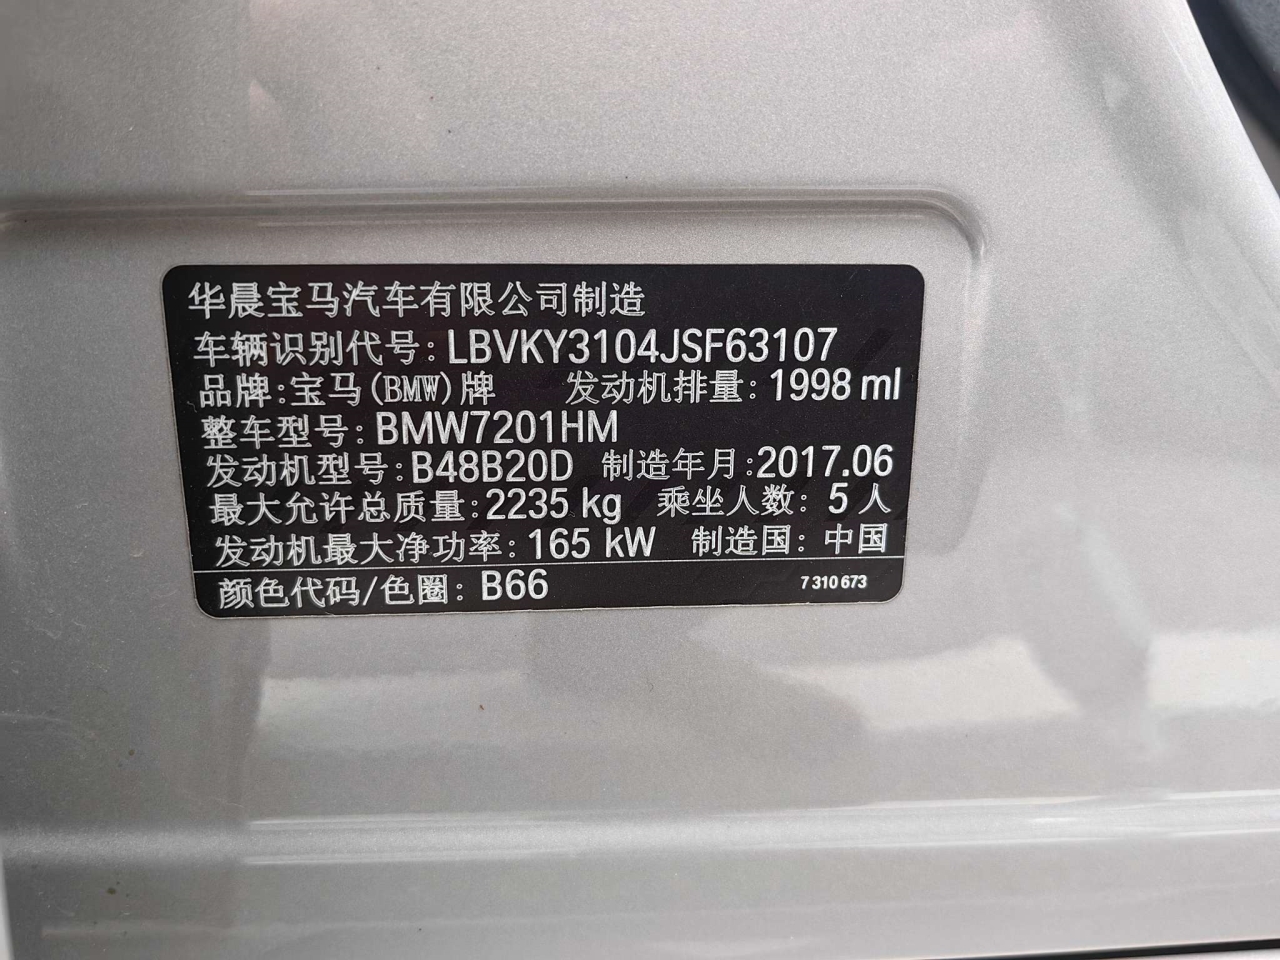 华晨宝马汽车有限公司制造
车辆识别代号: LBVKY3104JSF63107
品牌:宝马(BMW)牌 发动机排量: 1998 ml
整车型号: BMW7201HM
发动机型号: B48B20D 制造年月:2017.06
最大允许总质量: 2235 kg 乘坐人数: 5 人
发动机最大净功率: 165 kW 制造国: 中国
颜色代码/色圈: B66 7 310 673